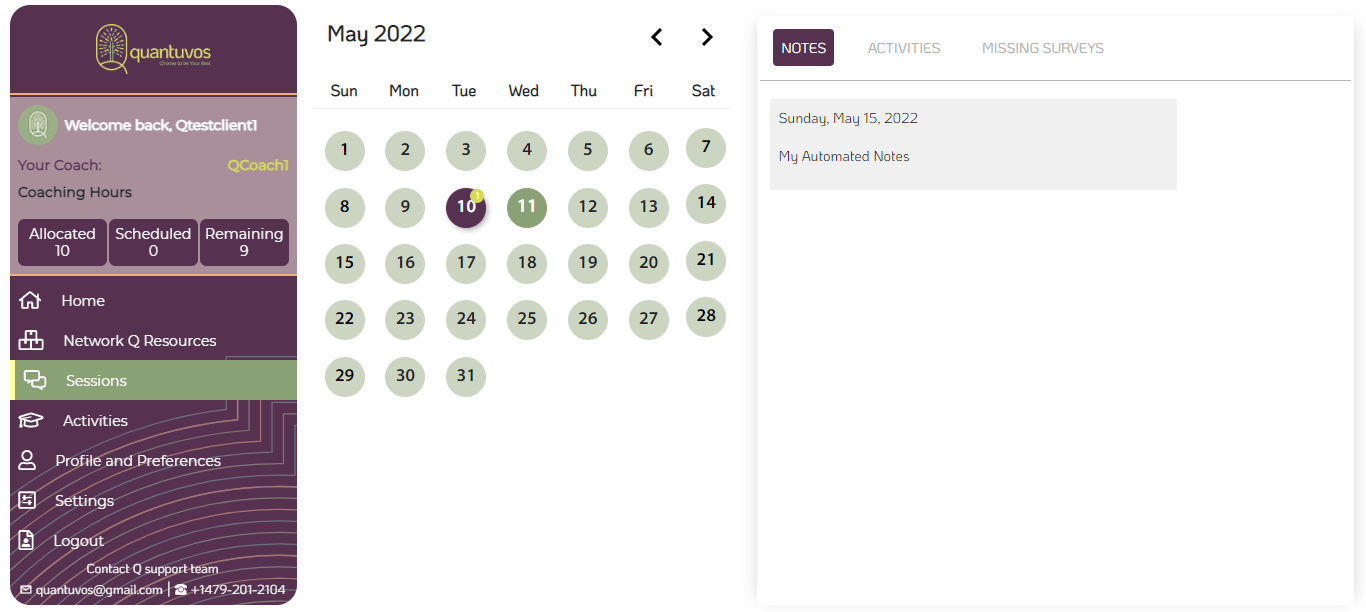 quantuvos
Choose to be Your Best
Welcome back, Qtestclient1
Your Coach: QCoach1
Coaching Hours
Allocated Scheduled Remaining
10 0 9
Home
Network Q Resources
Sessions
Activities
Profile and Preferences
Settings
Logout
Contact Q support team
quantuvos@gmail.com | +1479-201-2104
May 2022
Sun Mon Tue Wed Thu Fri Sat
1 2 3 4 5 6 7
8 9 10 1 11 12 13 14
15 16 17 18 19 20 21
22 23 24 25 26 27 28
29 30 31
NOTES ACTIVITIES MISSING SURVEYS
Sunday, May 15, 2022
My Automated Notes